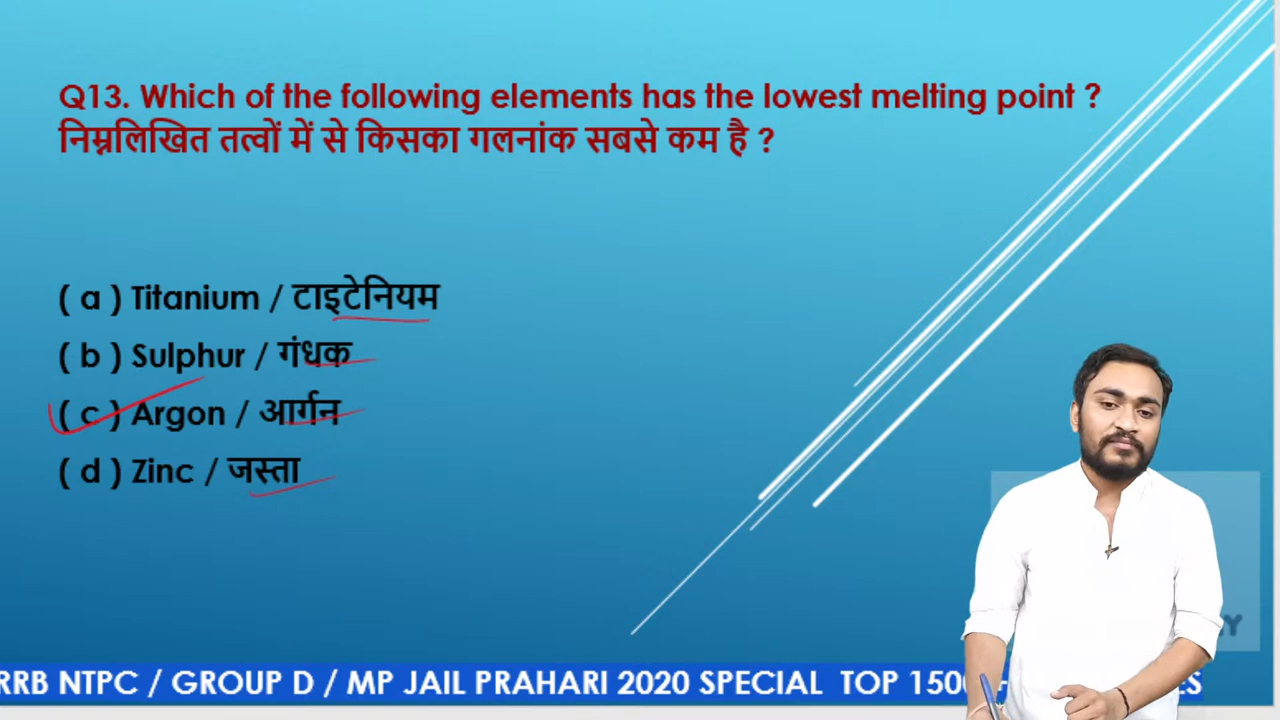 Q13. Which of the following elements has the lowest melting point ?
निम्नलिखित तत्वों में से किसका गलनांक सबसे कम है ?
( a ) Titanium / टाइटेनियम
( b ) Sulphur / गंधक
( c ) Argon / आर्गन
( d ) Zinc / जस्ता
RRB NTPC / GROUP D / MP JAIL PRAHARI 2020 SPECIAL TOP 150